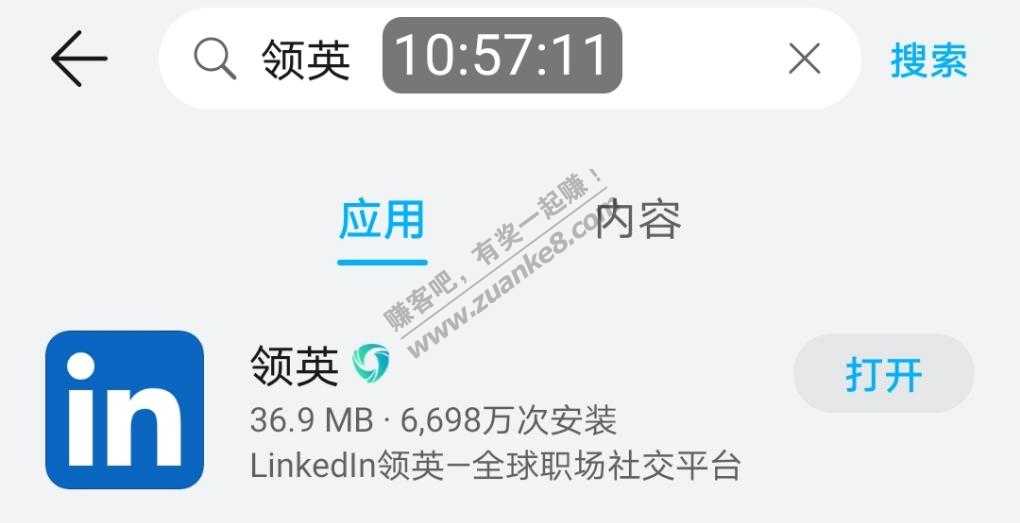 领英
10:57:11
搜索
应用
内容
赚客吧，有奖一起赚！
www.zuanke8.com
in
领英
打开
36.9 MB · 6,698万次安装
LinkedIn领英—全球职场社交平台